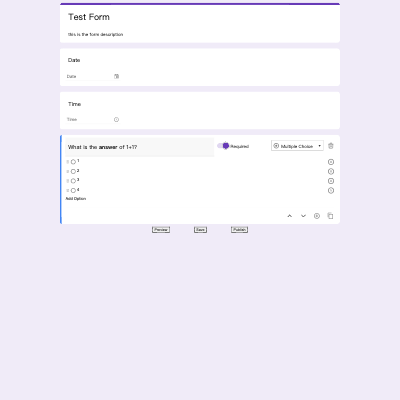 Test Form
this is the form description
Date
Date
Time
Time
What is the answer of 1+1?
Required
Multiple Choice
1
2
3
4
Add Option
Preview
Save
Publish